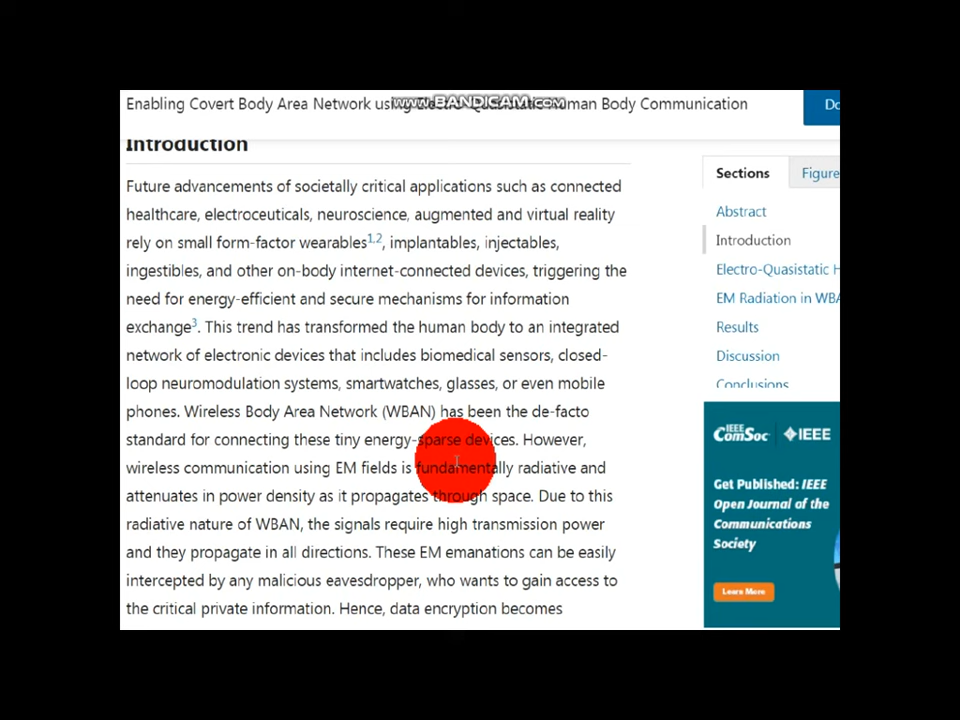 Enabling Covert Body Area Network using Electro-Quasistatic Human Body Communication
www.BANDICAM.com
Do
Introduction
Future advancements of societally critical applications such as connected
healthcare, electroceuticals, neuroscience, augmented and virtual reality
rely on small form-factor wearables1,2, implantables, injectables,
ingestibles, and other on-body internet-connected devices, triggering the
need for energy-efficient and secure mechanisms for information
exchange3. This trend has transformed the human body to an integrated
network of electronic devices that includes biomedical sensors, closed-
loop neuromodulation systems, smartwatches, glasses, or even mobile
phones. Wireless Body Area Network (WBAN) has been the de-facto
standard for connecting these tiny energy-sparse devices. However,
wireless communication using EM fields is fundamentally radiative and
attenuates in power density as it propagates through space. Due to this
radiative nature of WBAN, the signals require high transmission power
and they propagate in all directions. These EM emanations can be easily
intercepted by any malicious eavesdropper, who wants to gain access to
the critical private information. Hence, data encryption becomes
Sections
Figure
Abstract
Introduction
Electro-Quasistatic H
EM Radiation in WBA
Results
Discussion
Conclusions
IEEE ComSoc IEEE
Get Published: IEEE
Open Journal of the
Communications
Society
Learn More